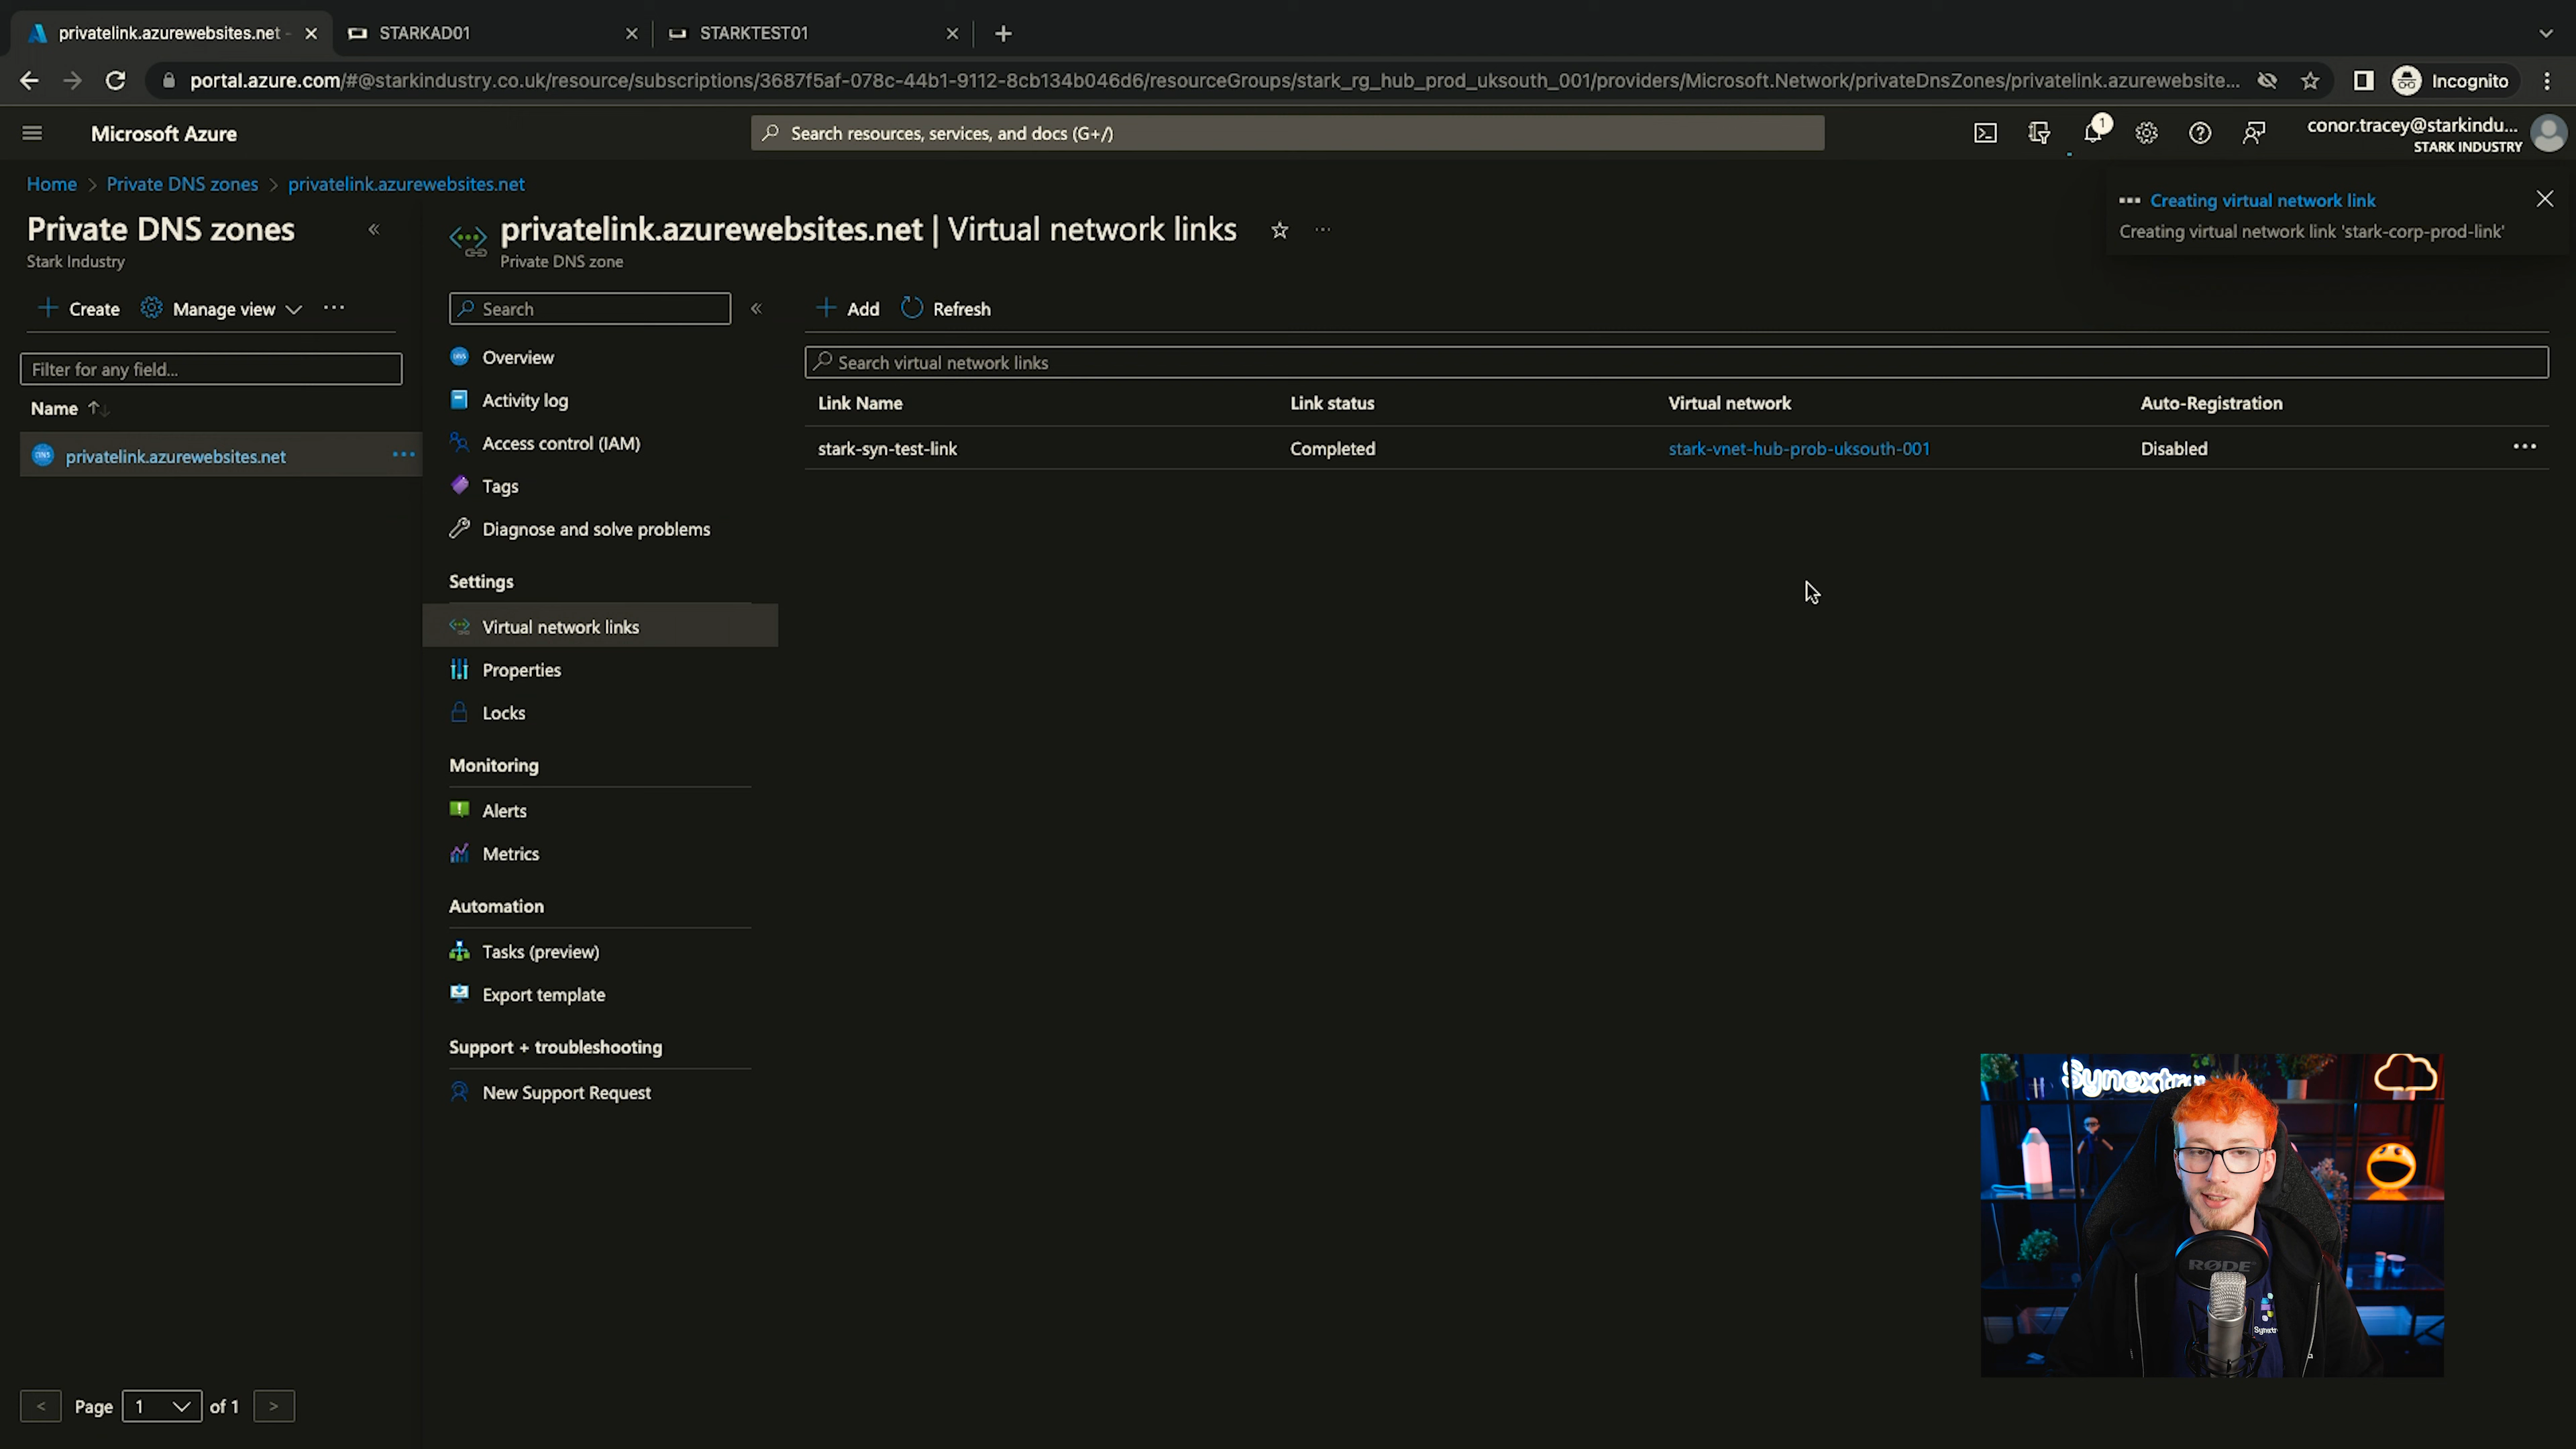 privatelink.azurewebsites.net -
STARKAD01
STARKTEST01
portal.azure.com/#@starkindustry.co.uk/resource/subscriptions/3687f5af-078c-44b1-9112-8cb134b046d6/resourceGroups/stark_rg_hub_prod_uksouth_001/providers/Microsoft.Network/privateDnsZones/privatelink.azurewebsite...
Incognito
Microsoft Azure
Search resources, services, and docs (G+/)
1
conor.tracey@starkindu...
STARK INDUSTRY
Home > Private DNS zones > privatelink.azurewebsites.net
Creating virtual network link
Creating virtual network link 'stark-corp-prod-link'
Private DNS zones
Stark Industry
privatelink.azurewebsites.net | Virtual network links
Private DNS zone
Create
Manage view
Filter for any field...
Name
privatelink.azurewebsites.net
Search
Overview
Activity log
Access control (IAM)
Tags
Diagnose and solve problems
Settings
Virtual network links
Properties
Locks
Monitoring
Alerts
Metrics
Automation
Tasks (preview)
Export template
Support + troubleshooting
New Support Request
Add
Refresh
Search virtual network links
Link Name Link status Virtual network Auto-Registration
stark-syn-test-link Completed stark-vnet-hub-prob-uksouth-001 Disabled
Synextra
RØDE
< Page 1 of 1 >